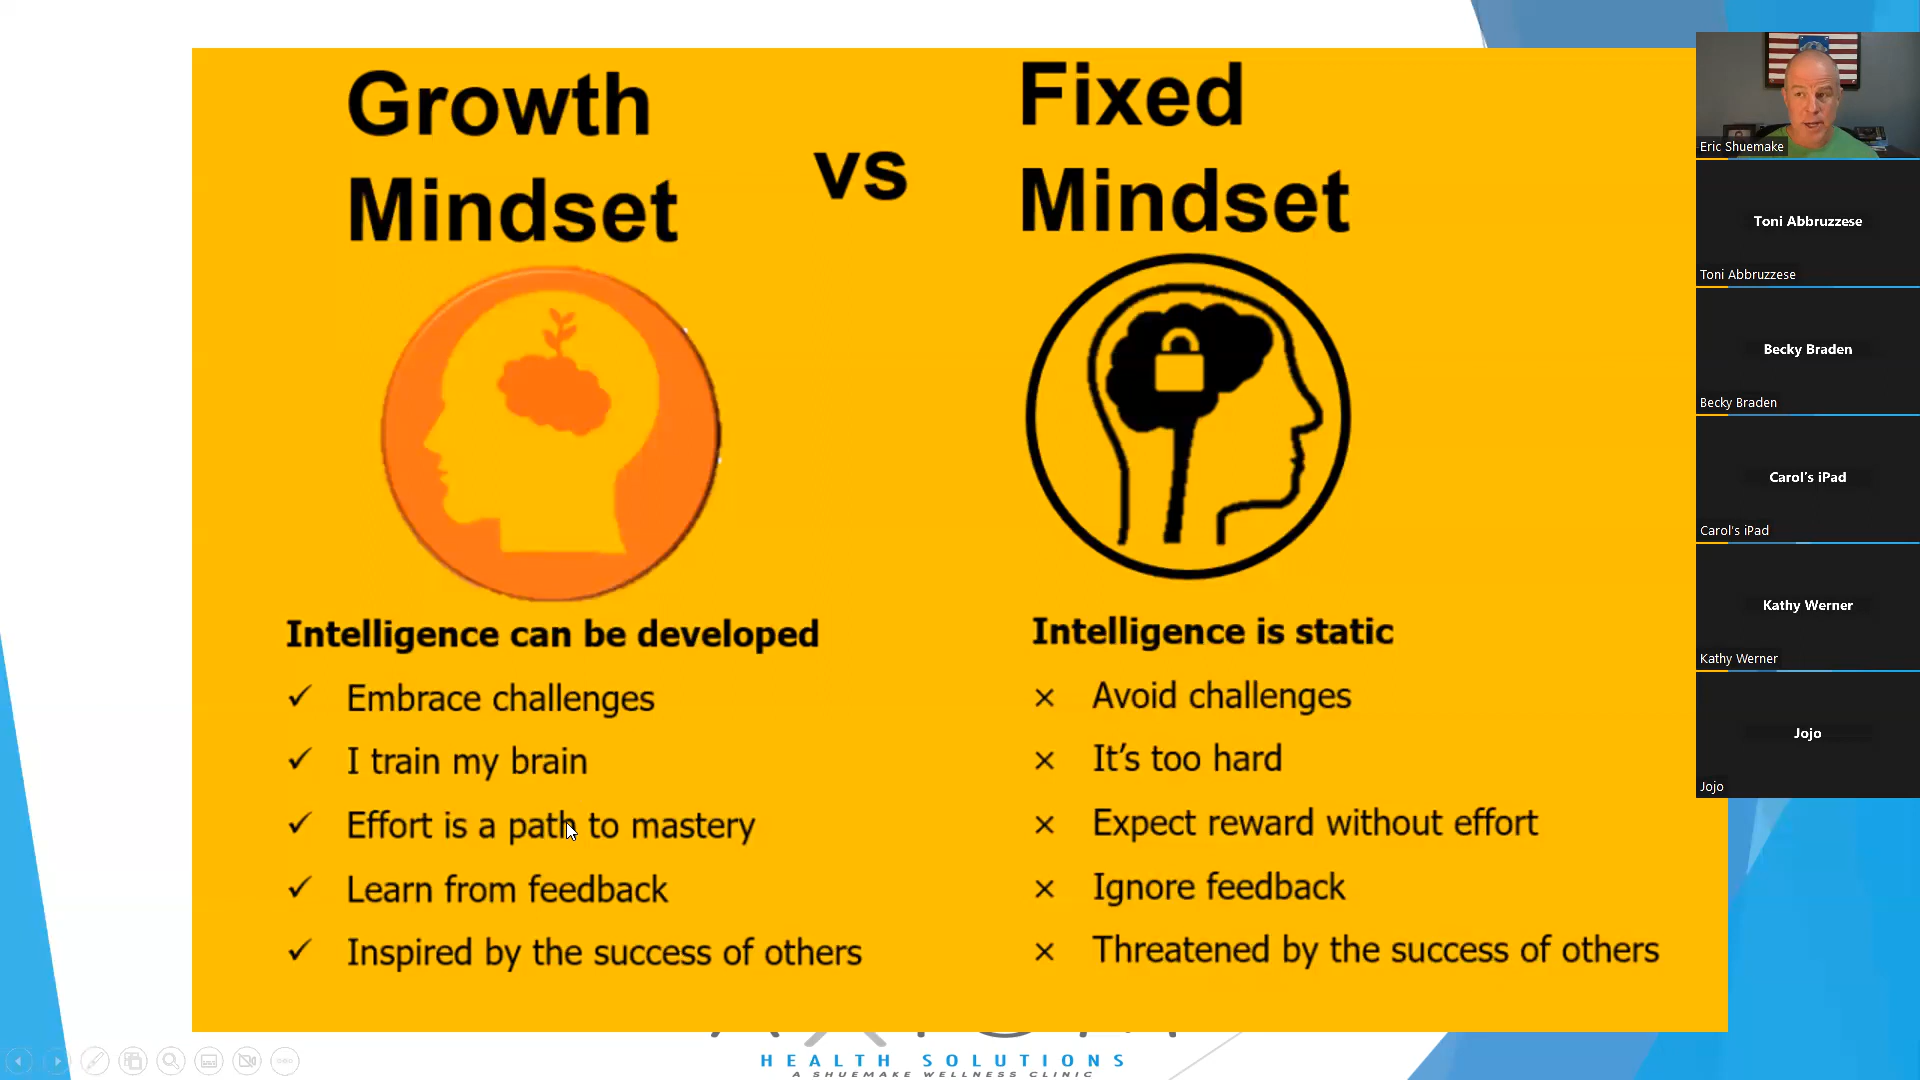 Growth
Mindset
vs
Fixed
Mindset
Intelligence can be developed
✓ Embrace challenges
✓ I train my brain
✓ Effort is a path to mastery
✓ Learn from feedback
✓ Inspired by the success of others
Intelligence is static
× Avoid challenges
× It’s too hard
× Expect reward without effort
× Ignore feedback
× Threatened by the success of others
HEALTH SOLUTIONS
A SHUEMAKE WELLNESS CLINIC
Eric Shuemake
Toni Abbruzzese
Toni Abbruzzese
Becky Braden
Becky Braden
Carol's iPad
Carol's iPad
Kathy Werner
Kathy Werner
Jojo
Jojo